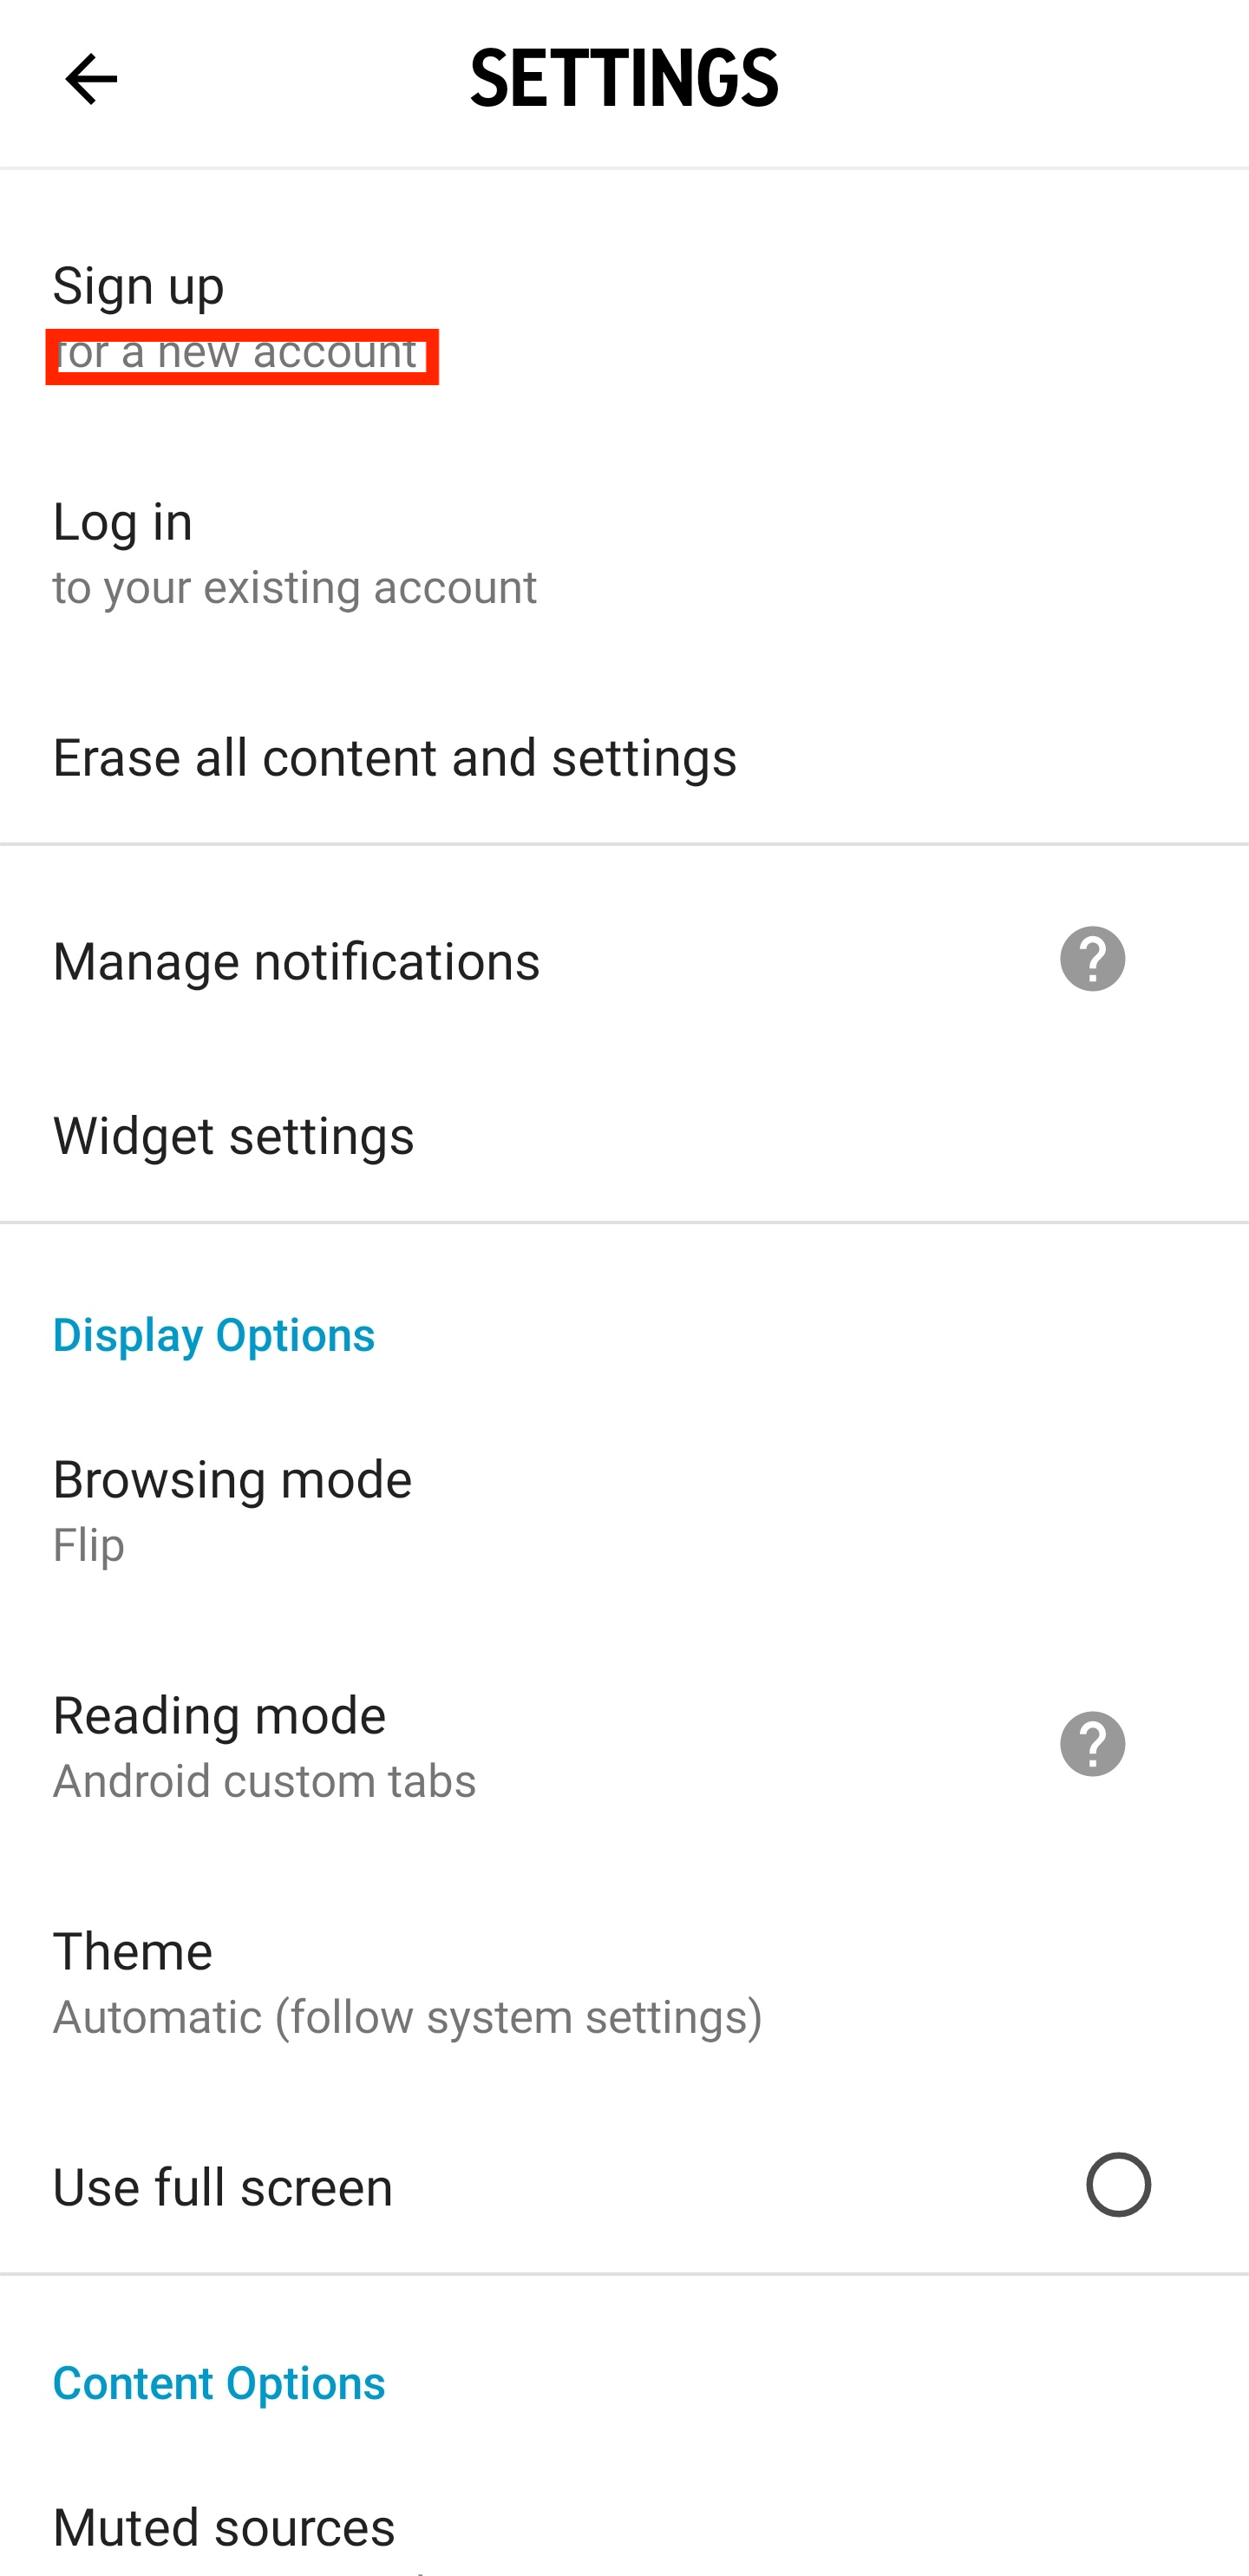 SETTINGS
Sign up
for a new account
Log in
to your existing account
Erase all content and settings
Manage notifications
Widget settings
Display Options
Browsing mode
Flip
Reading mode
Android custom tabs
Theme
Automatic (follow system settings)
Use full screen
Content Options
Muted sources